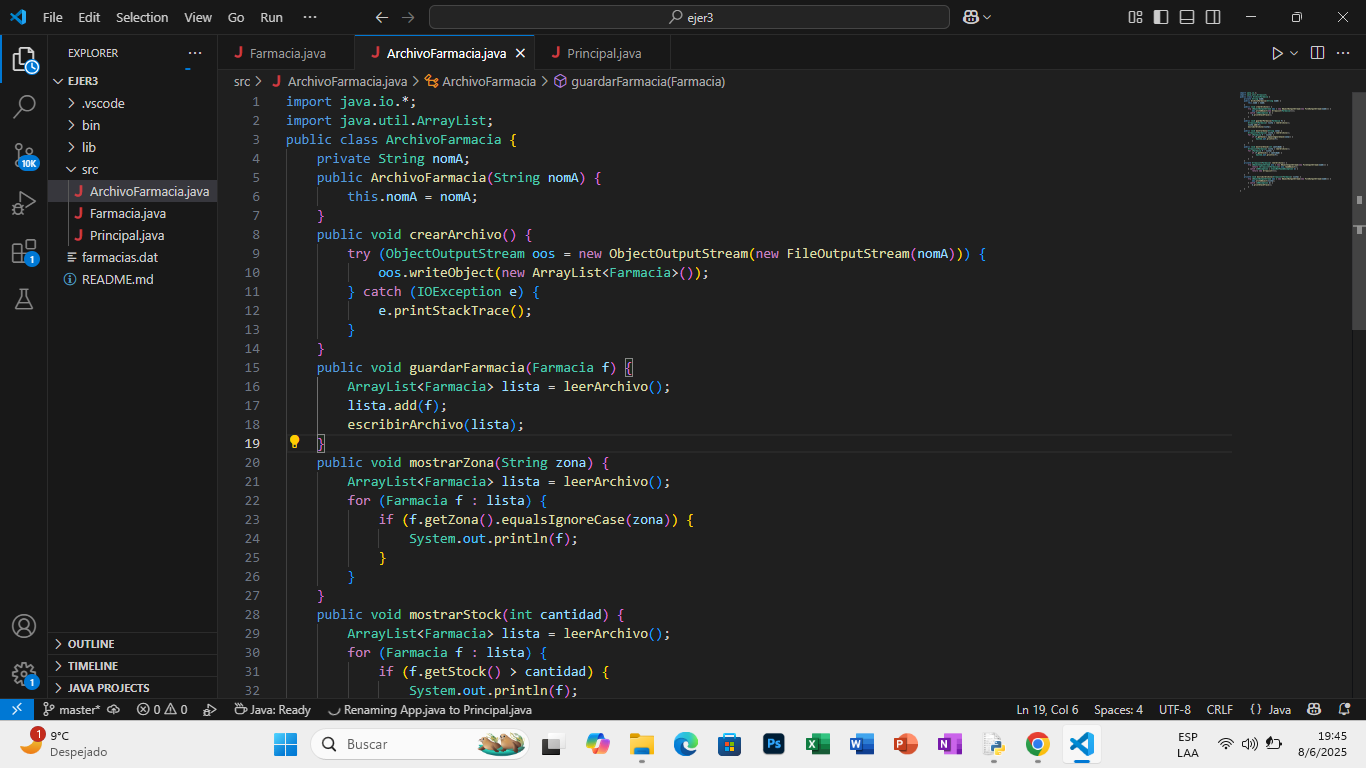 File Edit Selection View Go Run ··· ejer3
EXPLORER ···
EJER3
.vscode
bin
lib
src
J ArchivoFarmacia.java
J Farmacia.java
J Principal.java
farmacias.dat
README.md
OUTLINE
TIMELINE
JAVA PROJECTS
10K
1
1
J Farmacia.java J ArchivoFarmacia.java J Principal.java
src > J ArchivoFarmacia.java > ArchivoFarmacia > guardarFarmacia(Farmacia)
1 import java.io.*;
2 import java.util.ArrayList;
3 public class ArchivoFarmacia {
4 private String nomA;
5 public ArchivoFarmacia(String nomA) {
6 this.nomA = nomA;
7 }
8 public void crearArchivo() {
9 try (ObjectOutputStream oos = new ObjectOutputStream(new FileOutputStream(nomA))) {
10 oos.writeObject(new ArrayList<Farmacia>());
11 } catch (IOException e) {
12 e.printStackTrace();
13 }
14 }
15 public void guardarFarmacia(Farmacia f) {
16 ArrayList<Farmacia> lista = leerArchivo();
17 lista.add(f);
18 escribirArchivo(lista);
19 }
20 public void mostrarZona(String zona) {
21 ArrayList<Farmacia> lista = leerArchivo();
22 for (Farmacia f : lista) {
23 if (f.getZona().equalsIgnoreCase(zona)) {
24 System.out.println(f);
25 }
26 }
27 }
28 public void mostrarStock(int cantidad) {
29 ArrayList<Farmacia> lista = leerArchivo();
30 for (Farmacia f : lista) {
31 if (f.getStock() > cantidad) {
32 System.out.println(f);
master* 0 0 Java: Ready Renaming App.java to Principal.java Ln 19, Col 6 Spaces: 4 UTF-8 CRLF {} Java
1 9°C
Despejado
Buscar
Ps
ESP
LAA
19:45
8/6/2025